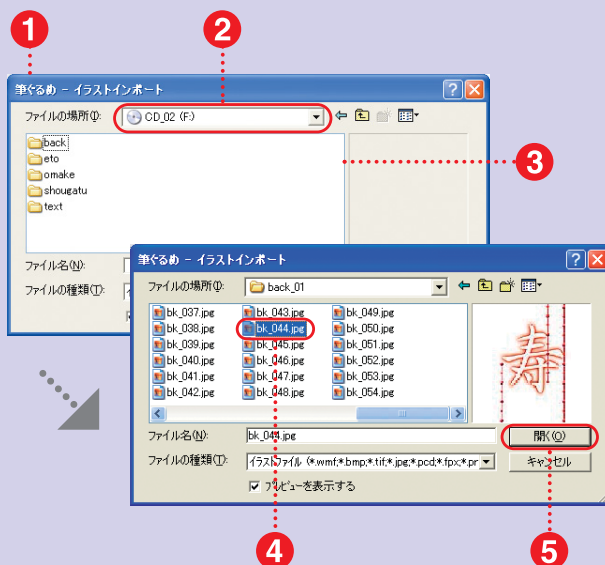 1
2
筆ぐるめ - イラストインポート
ファイルの場所(I):
CD_02 (F:)
back
eto
omake
shougatu
text
3
ファイル名(N):
ファイルの種類(T):
筆ぐるめ - イラストインポート
ファイルの場所(I):
back_01
bk_037.jpg
bk_038.jpg
bk_039.jpg
bk_040.jpg
bk_041.jpg
bk_042.jpg
bk_043.jpg
bk_044.jpg
bk_045.jpg
bk_046.jpg
bk_047.jpg
bk_048.jpg
bk_049.jpg
bk_050.jpg
bk_051.jpg
bk_052.jpg
bk_053.jpg
bk_054.jpg
寿
ファイル名(N):
bk_044.jpg
開く(O)
ファイルの種類(T):
イラストファイル (*.wmf;*.bmp;*.tif;*.jpg;*.pcd;*.fpx;*.pr
キャンセル
プレビューを表示する
4
5